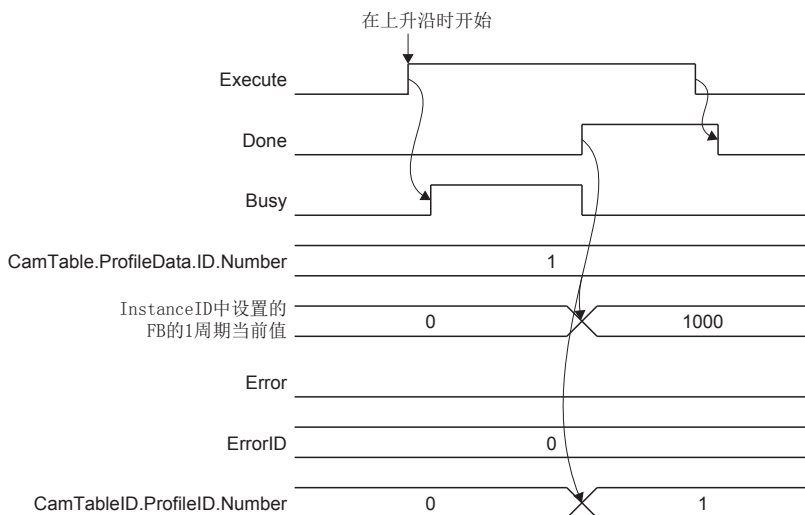 在上升沿时开始
Execute
Done
Busy
CamTable.ProfileData.ID.Number
1
InstanceID中设置的
FB的1周期当前值
0
1000
Error
ErrorID
0
CamTableID.ProfileID.Number
0
1